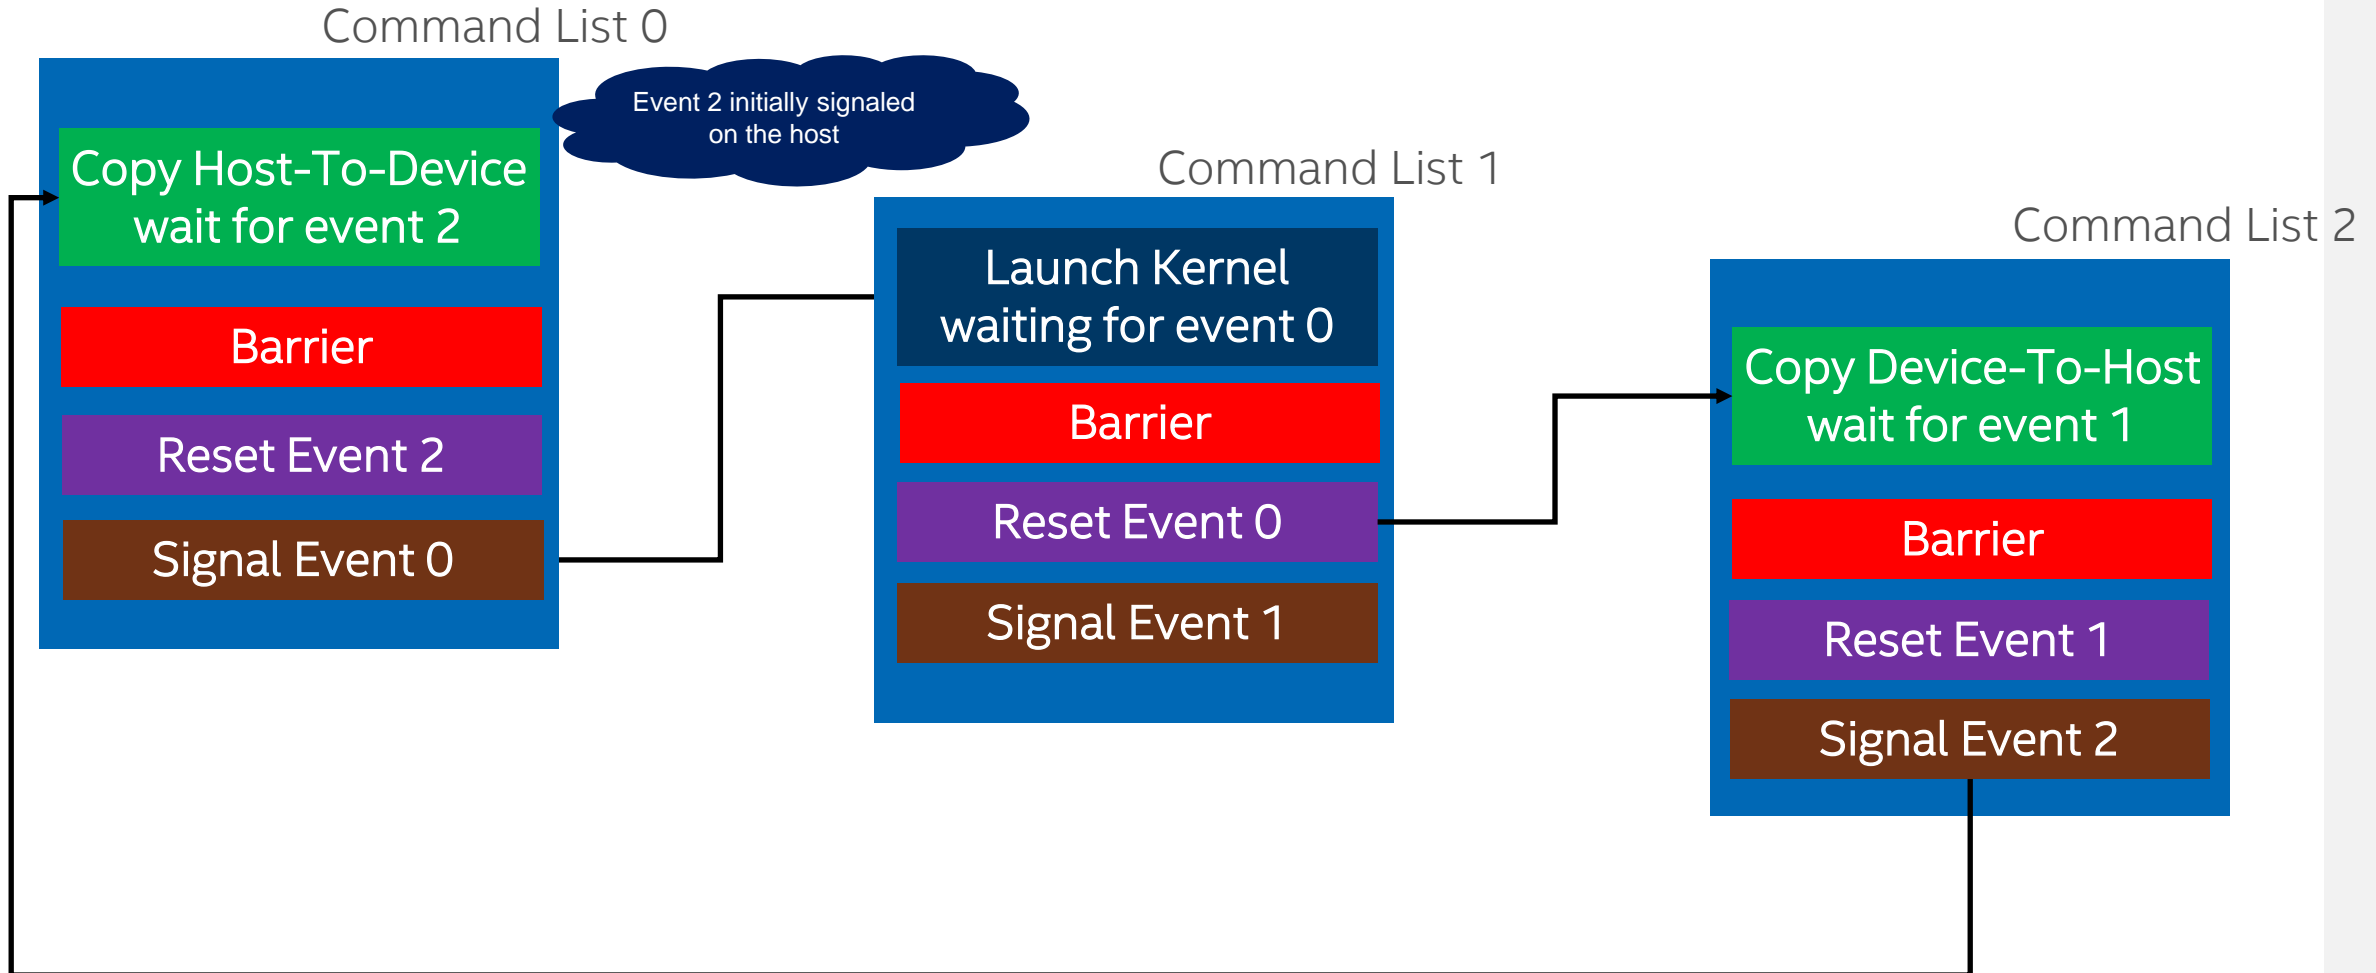 Command List 0
Event 2 initially signaled
on the host
Copy Host-To-Device
wait for event 2
Barrier
Reset Event 2
Signal Event 0
Command List 1
Launch Kernel
waiting for event 0
Barrier
Reset Event 0
Signal Event 1
Command List 2
Copy Device-To-Host
wait for event 1
Barrier
Reset Event 1
Signal Event 2